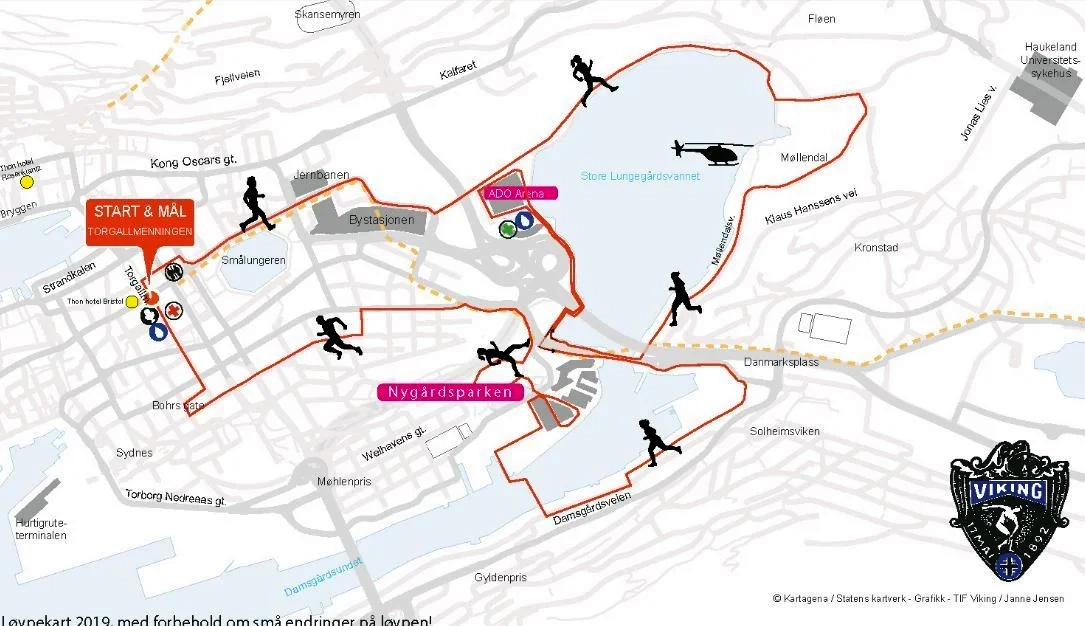 Skansemyren
Fløen
Haukeland
Universitets-
sykehus
Fjellveien
Kalfaret
Jonas Lies v.
Kong Oscars gt.
Thon hotel
Bryggen
Jernbanen
Møllendal
ADO Arena
Store Lungegårdsvannet
START & MÅL
TORGALLMENNINGEN
Bystasjonen
Klaus Hanssens vei
Møllendalsv.
Kronstad
Smålungeren
Strandkaien
Torgallm
Thon hotel Bristol
Danmarksplass
Nygårdsparken
Bohrs gate
Solheimsviken
Welhavens gt.
Sydnes
Møhlenpris
Torborg Nedreaas gt.
Damsgårdsveien
VIKING
17 MAI
1892
Hurtigrute-
terminalen
Damsgårdsundet
Gyldenpris
© Kartagena / Statens kartverk - Grafikk - TIF Viking / Janne Jensen
Løypekart 2019, med forbehold om små endringer på løypen!